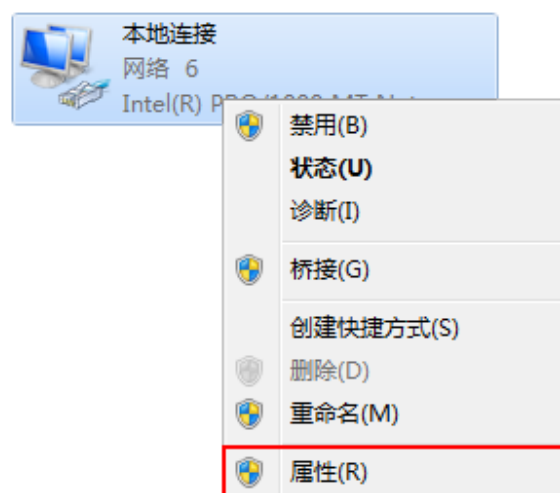 本地连接
网络 6
Intel(R)
禁用(B)
状态(U)
诊断(I)
桥接(G)
创建快捷方式(S)
删除(D)
重命名(M)
属性(R)